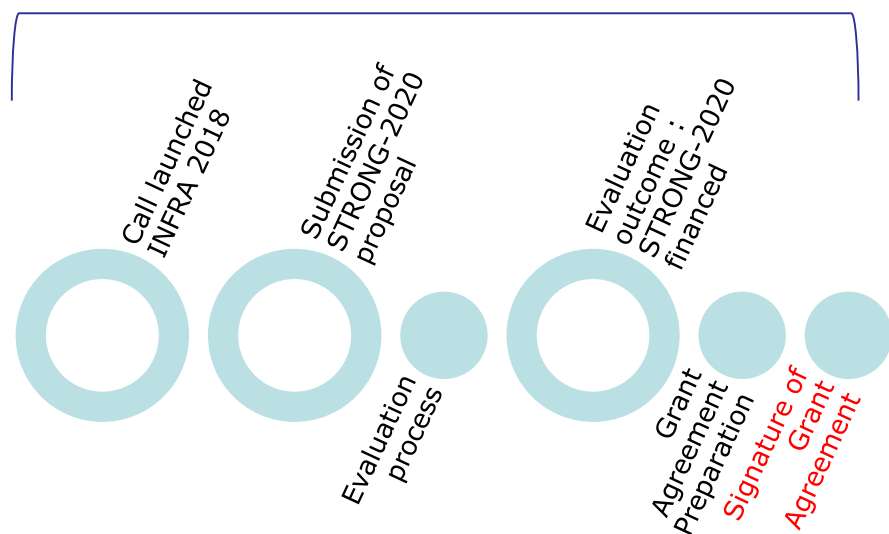 Call launched
INFRA 2018
Submission of
STRONG-2020
proposal
Evaluation
process
Evaluation
outcome :
STRONG-2020
financed
Grant
Agreement
Preparation
Signature of
Grant
Agreement